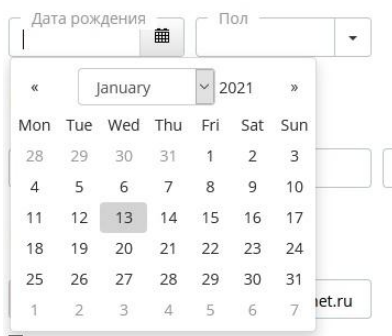 Дата рождения Пол
« January 2021 »
Mon Tue Wed Thu Fri Sat Sun
28 29 30 31 1 2 3
4 5 6 7 8 9 10
11 12 13 14 15 16 17
18 19 20 21 22 23 24
25 26 27 28 29 30 31
1 2 3 4 5 6 7
net.ru